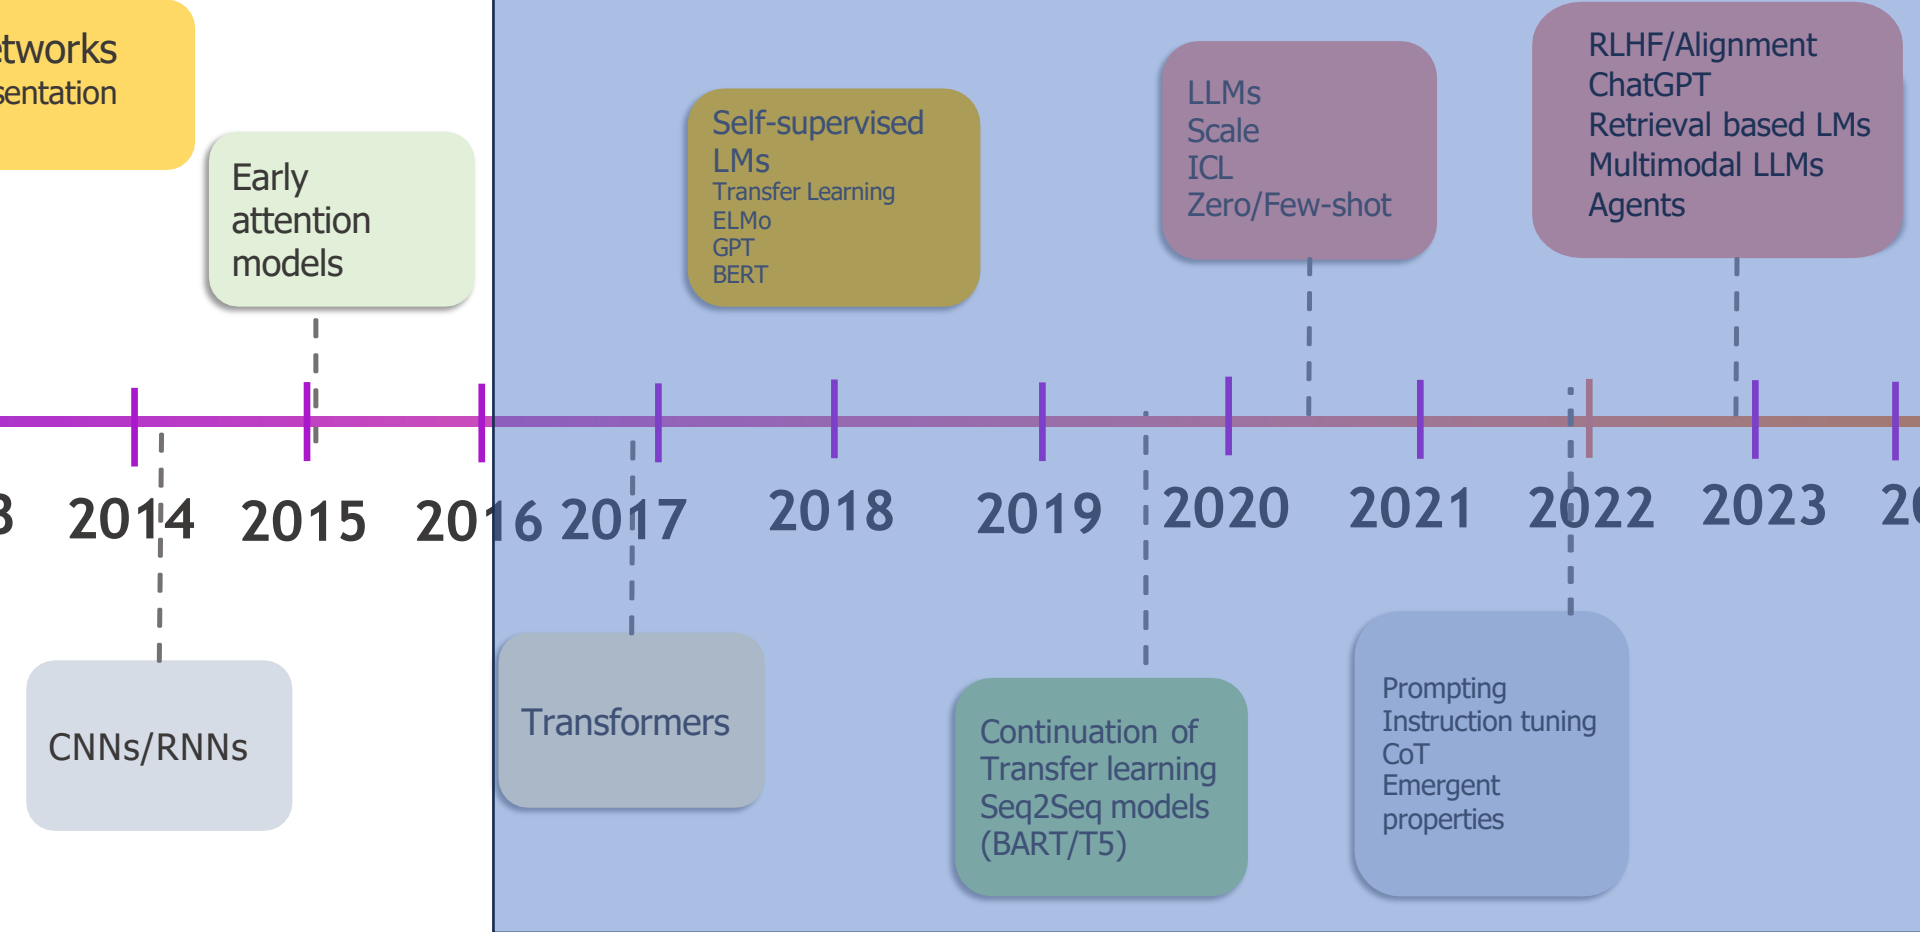 Early
attention
models
Self-supervised
LMs
Transfer Learning
ELMo
GPT
BERT
LLMs
Scale
ICL
Zero/Few-shot
RLHF/Alignment
ChatGPT
Retrieval based LMs
Multimodal LLMs
Agents
2014 2015 2016 2017 2018 2019 2020 2021 2022 2023
CNNs/RNNs
Transformers
Continuation of
Transfer learning
Seq2Seq models
(BART/T5)
Prompting
Instruction tuning
CoT
Emergent
properties